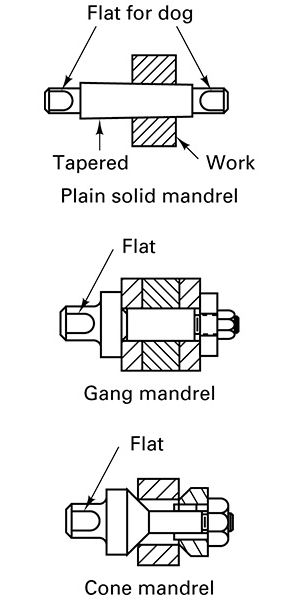 Flat for dog
Tapered
Work
Plain solid mandrel
Flat
Gang mandrel
Flat
Cone mandrel